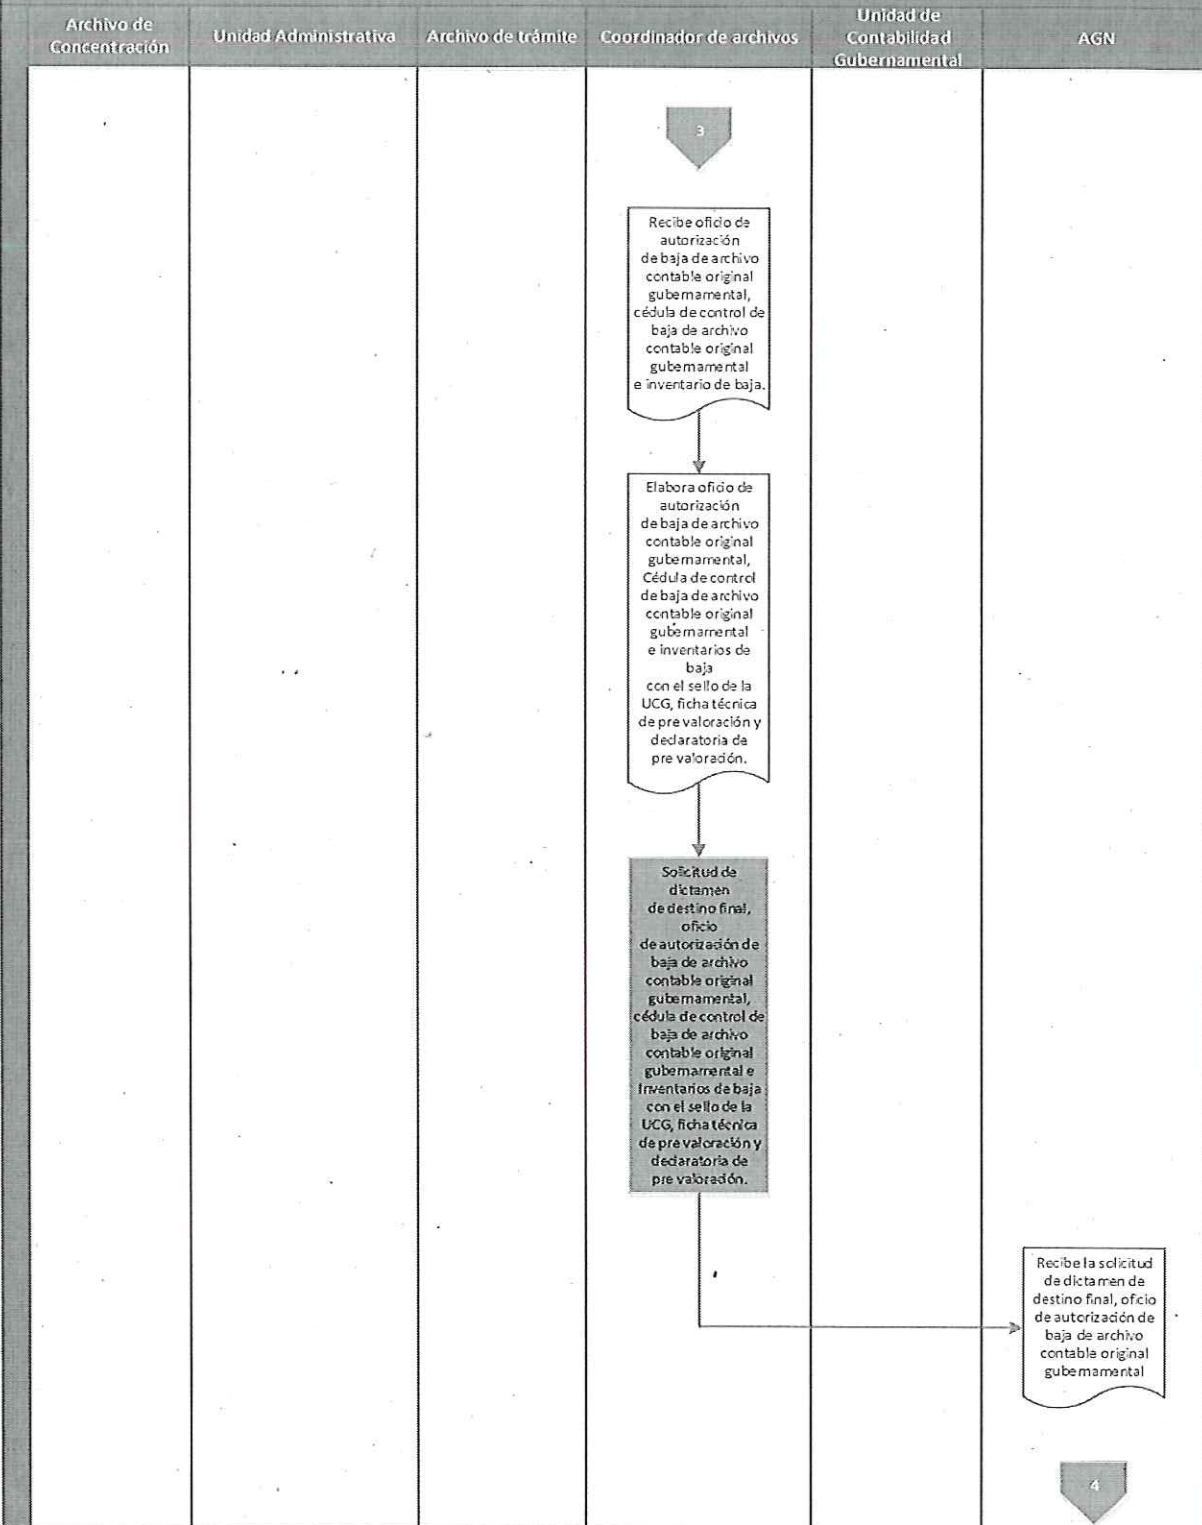 Archivo de
Concentración
Unidad Administrativa
Archivo de trámite
Coordinador de archivos
Unidad de
Contabilidad
Gubernamental
AGN
3
Recibe oficio de
autorización
de baja de archivo
contable original
gubernamental,
cédula de control de
baja de archivo
contable original
gubernamental
e inventario de baja.
Elabora oficio de
autorización
de baja de archivo
contable original
gubernamental,
Cédula de control
de baja de archivo
contable original
gubernamental
e inventarios de
baja
con el sello de la
UCG, ficha técnica
de pre valoración y
declaratoria de
pre valoración.
Solicitud de
dictamen
de destino final,
oficio
de autorización de
baja de archivo
contable original
gubernamental,
cédula de control de
baja de archivo
contable original
gubernamental e
Inventarios de baja
con el sello de la
UCG, ficha técnica
de pre valoración y
declaratoria de
pre valoración.
Recibe la solicitud
de dictamen de
destino final, oficio
de autorización de
baja de archivo
contable original
gubernamental
4